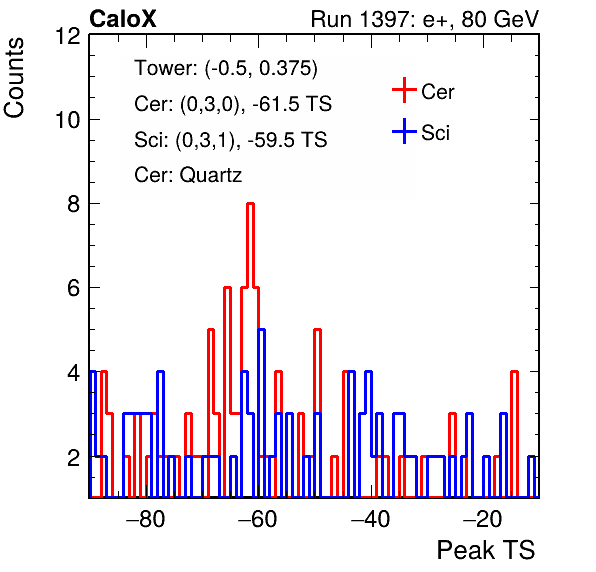 CaloX
Run 1397: e+, 80 GeV
Counts
12
10
8
6
4
2
Tower: (-0.5, 0.375)
Cer: (0,3,0), -61.5 TS
Sci: (0,3,1), -59.5 TS
Cer: Quartz
Cer
Sci
−80
−60
−40
−20
Peak TS